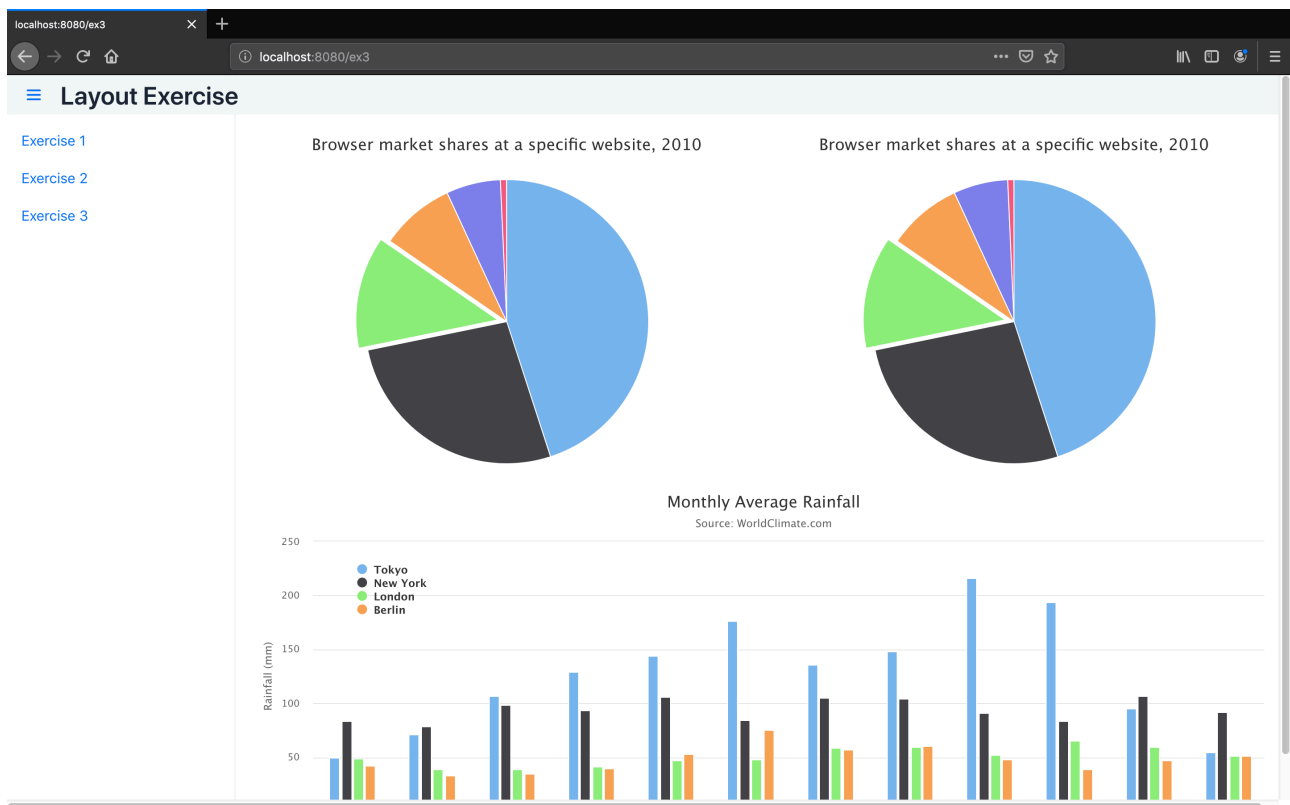 localhost:8080/ex3
localhost:8080/ex3
Layout Exercise
Exercise 1
Exercise 2
Exercise 3
Browser market shares at a specific website, 2010
Browser market shares at a specific website, 2010
Monthly Average Rainfall
Source: WorldClimate.com
Rainfall (mm)
250
200
150
100
50
Tokyo
New York
London
Berlin